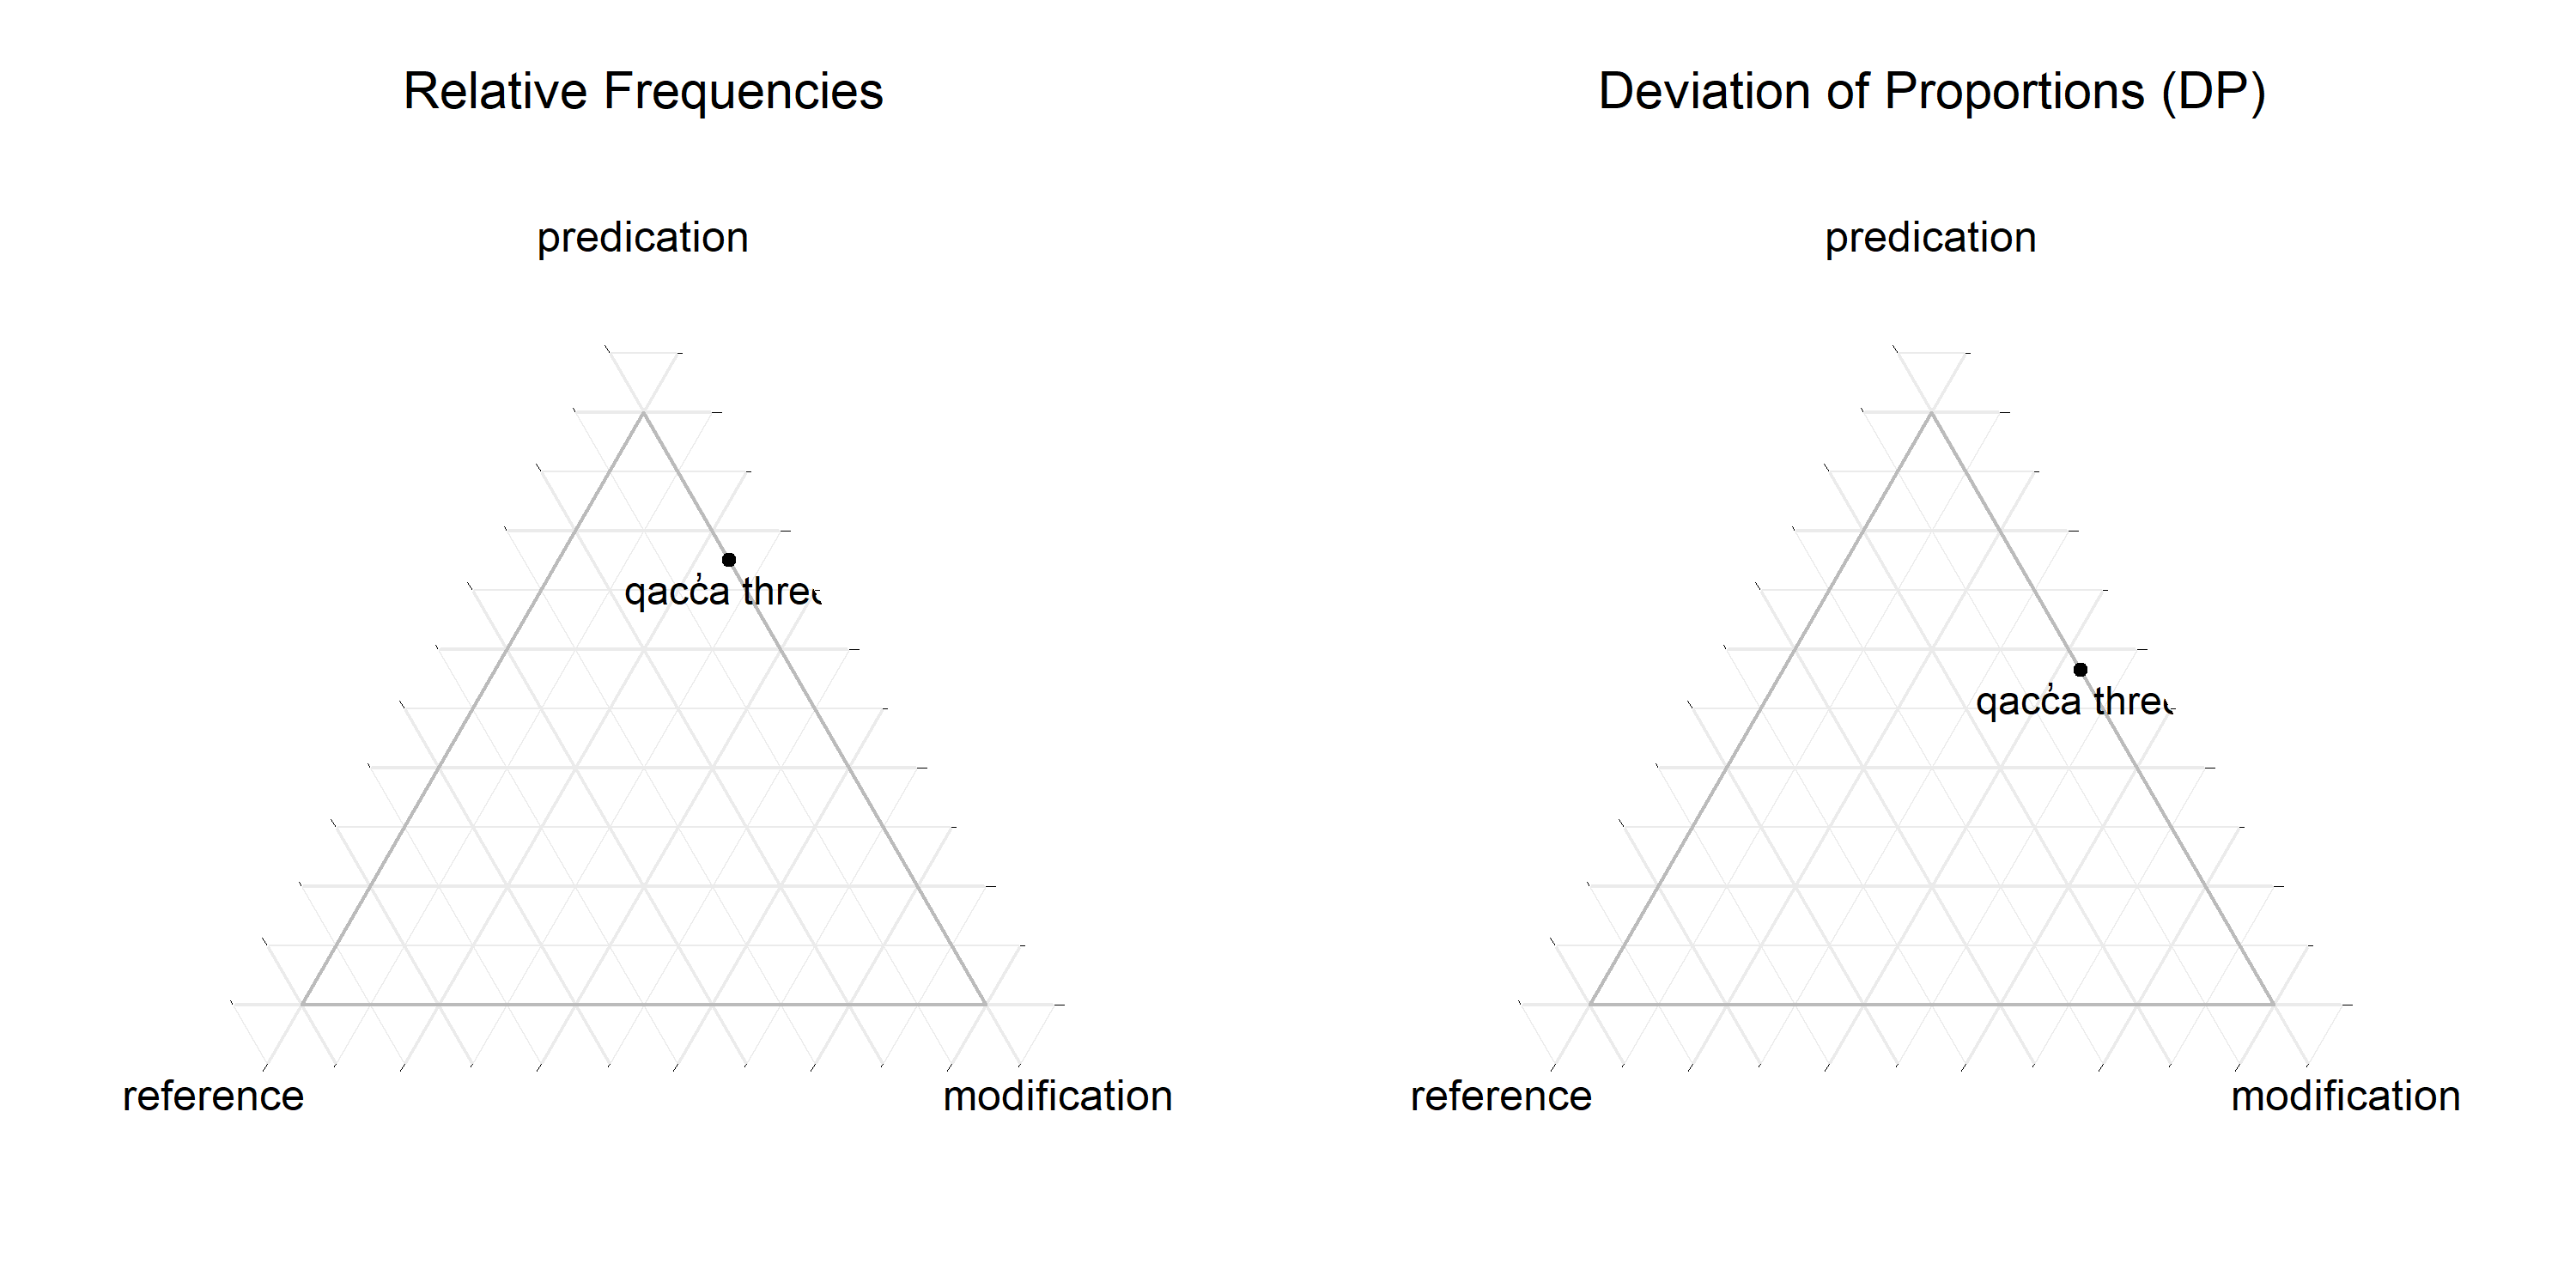 Relative Frequencies
predication
qacc̓a three
reference
modification
Deviation of Proportions (DP)
predication
qacc̓a three
reference
modification